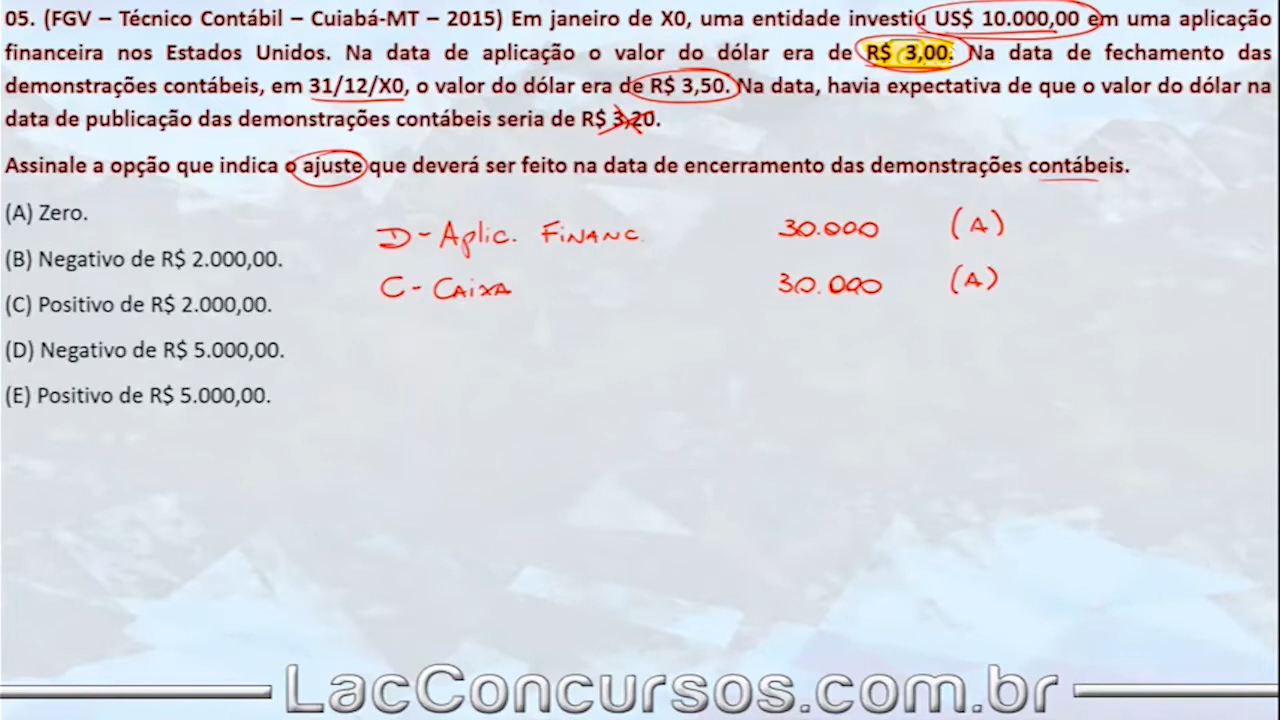 05. (FGV – Técnico Contábil – Cuiabá-MT – 2015) Em janeiro de X0, uma entidade investiu US$ 10.000,00 em uma aplicação
financeira nos Estados Unidos. Na data de aplicação o valor do dólar era de R$ 3,00. Na data de fechamento das
demonstrações contábeis, em 31/12/X0, o valor do dólar era de R$ 3,50. Na data, havia expectativa de que o valor do dólar na
data de publicação das demonstrações contábeis seria de R$ 3,20.
Assinale a opção que indica o ajuste que deverá ser feito na data de encerramento das demonstrações contábeis.
(A) Zero.
D - Aplic. Financ. 30.000 (A)
(B) Negativo de R$ 2.000,00.
C - Caixa 30.000 (A)
(C) Positivo de R$ 2.000,00.
(D) Negativo de R$ 5.000,00.
(E) Positivo de R$ 5.000,00.
LacConcursos.com.br